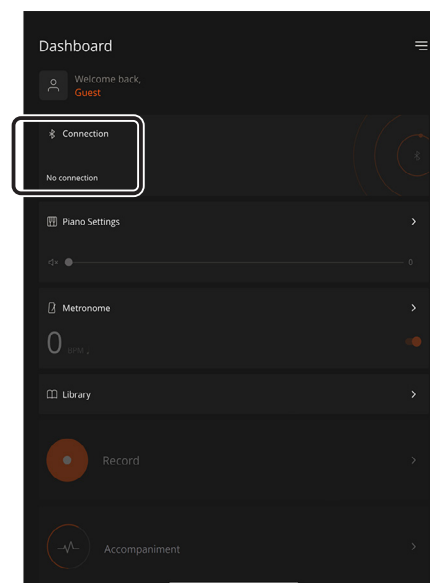 Dashboard
Welcome back,
Guest
Connection
No connection
Piano Settings
0
Metronome
0 BPM ,
Library
Record
Accompaniment